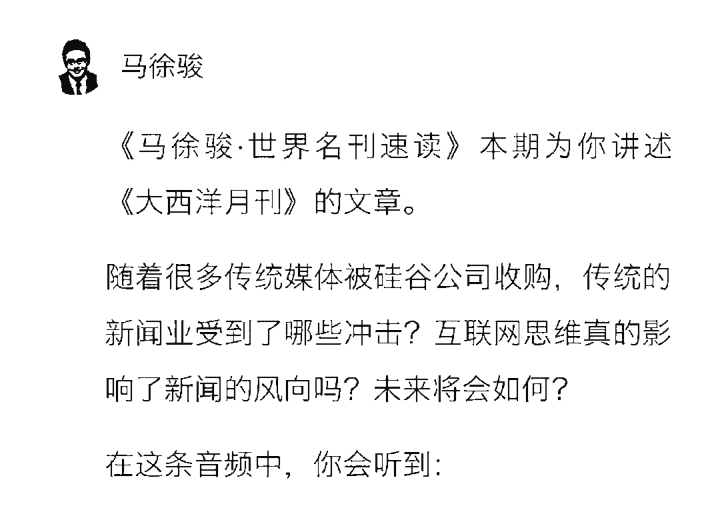 马徐骏
《马徐骏·世界名刊速读》本期为你讲述
《大西洋月刊》的文章。
随着很多传统媒体被硅谷公司收购，传统的
新闻业受到了哪些冲击？互联网思维真的影
响了新闻的风向吗？未来将会如何？
在这条音频中，你会听到：